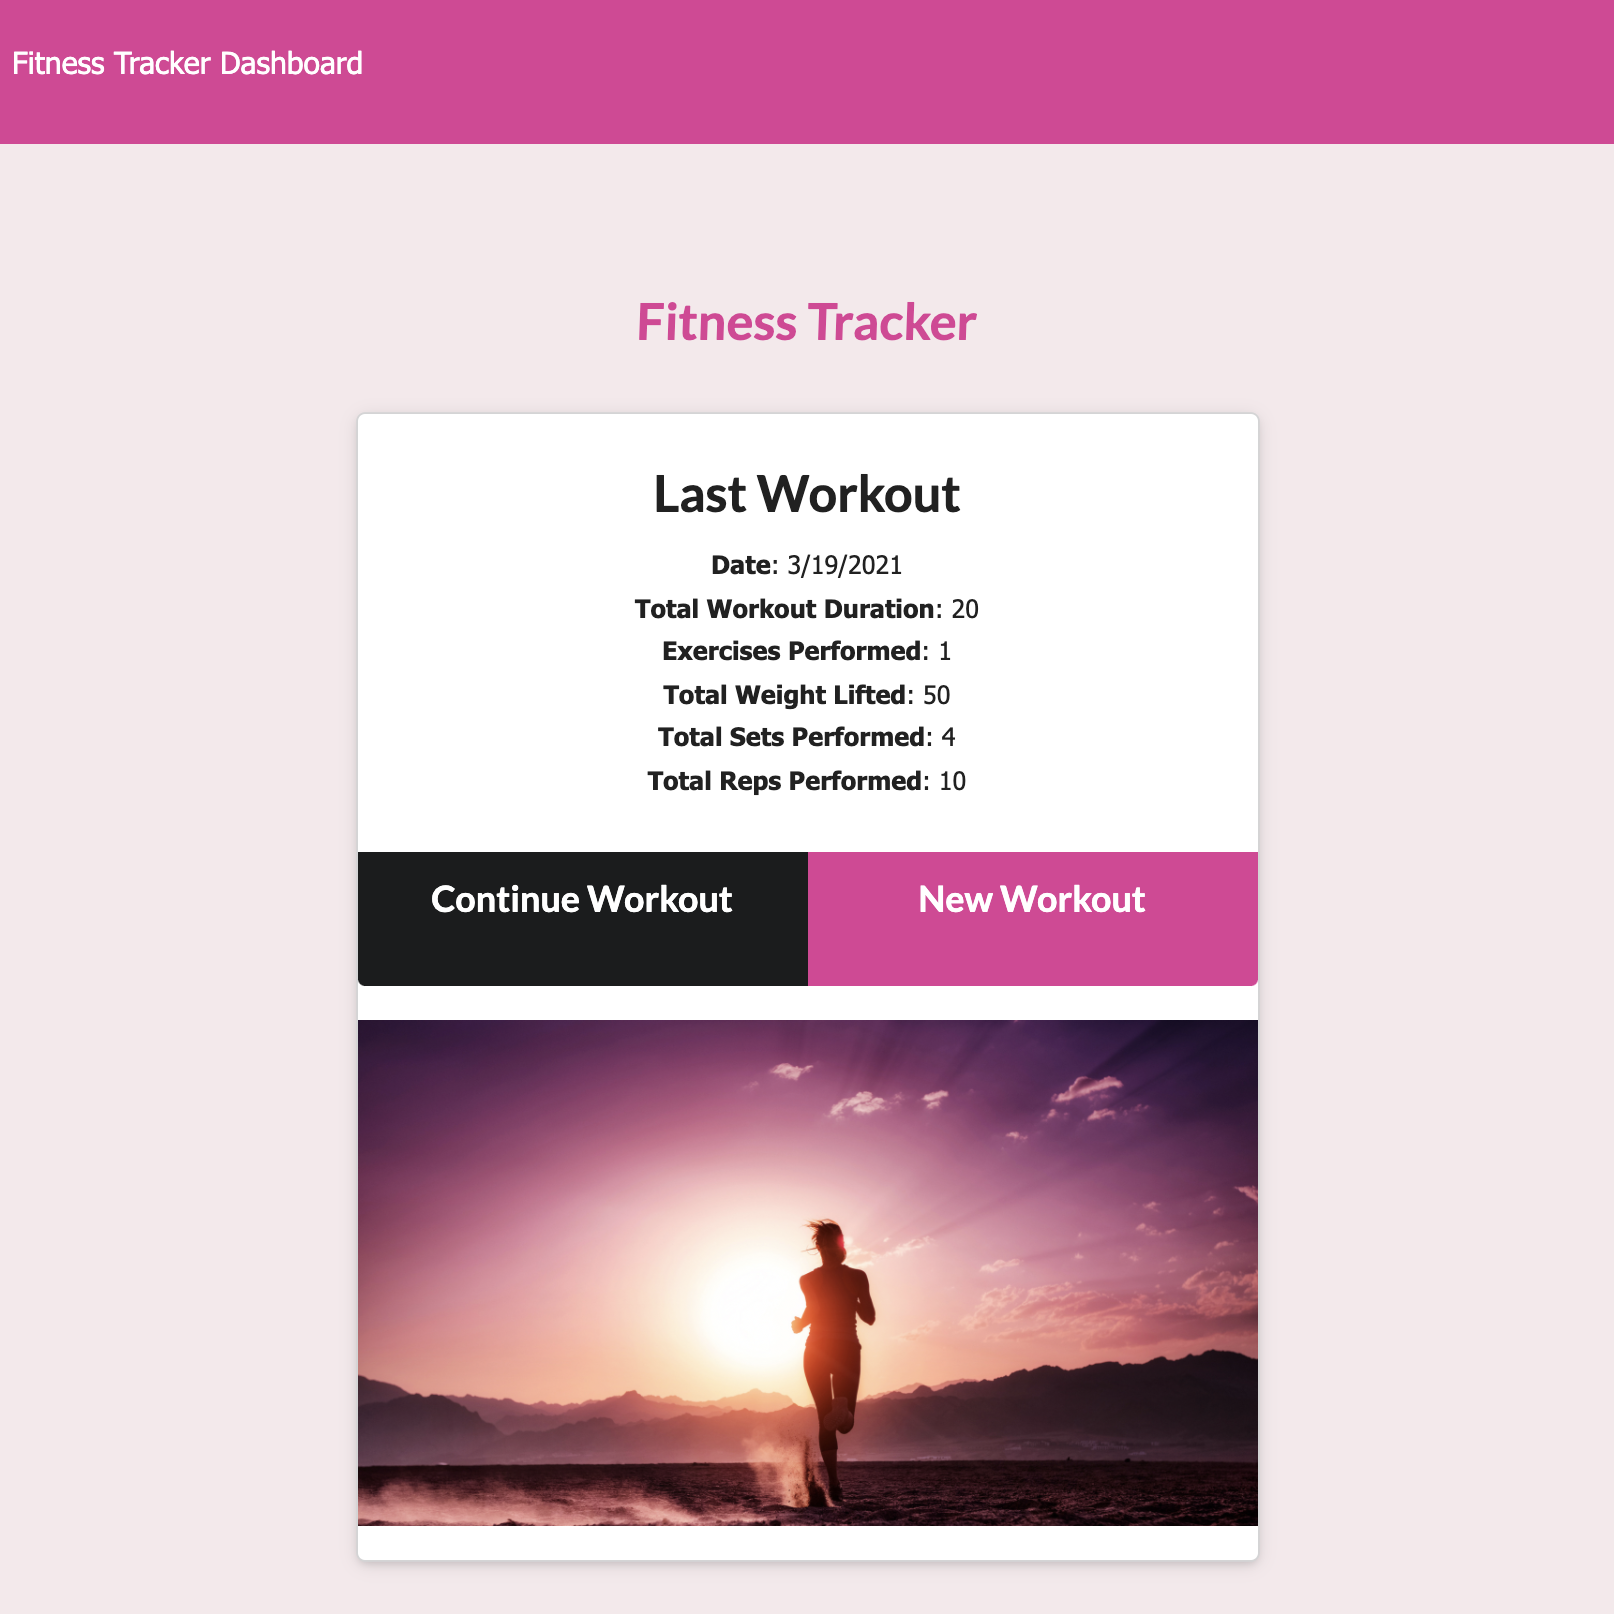 Fitness Tracker Dashboard
Fitness Tracker
Last Workout
Date: 3/19/2021
Total Workout Duration: 20
Exercises Performed: 1
Total Weight Lifted: 50
Total Sets Performed: 4
Total Reps Performed: 10
Continue Workout
New Workout